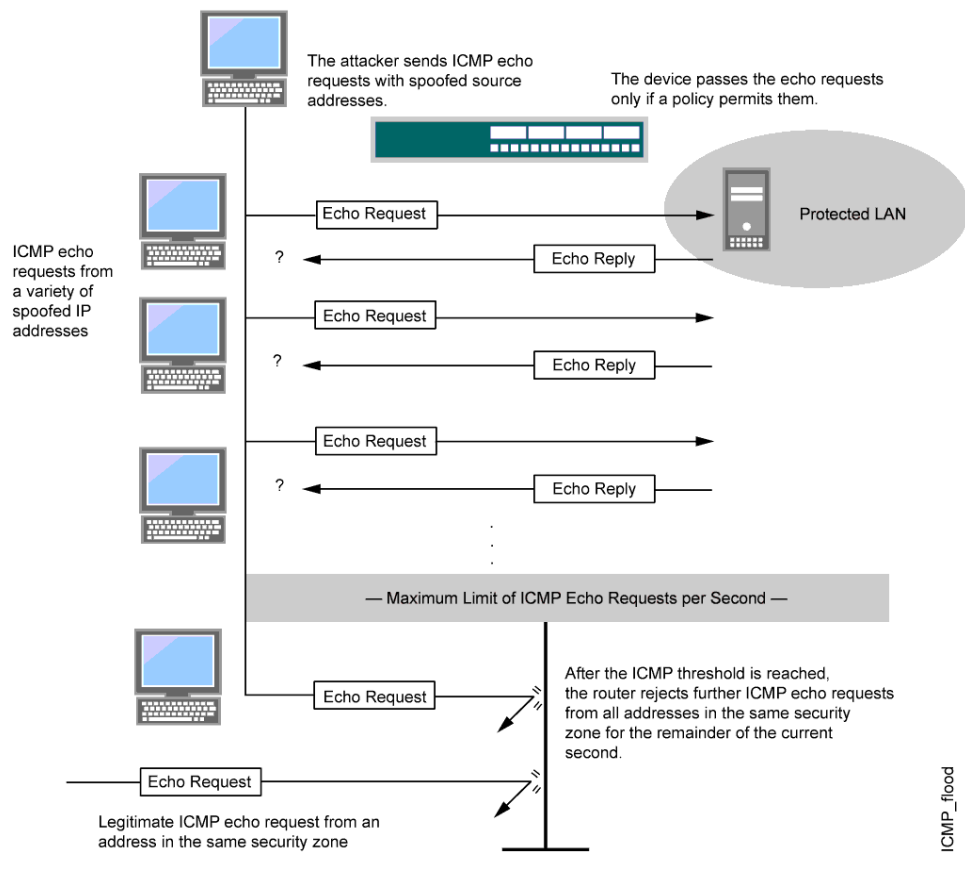 The attacker sends ICMP echo
requests with spoofed source
addresses.
The device passes the echo requests
only if a policy permits them.
ICMP echo
requests from
a variety of
spoofed IP
addresses
Echo Request
Protected LAN
? Echo Reply
Echo Request
? Echo Reply
Echo Request
? Echo Reply
— Maximum Limit of ICMP Echo Requests per Second —
Echo Request
After the ICMP threshold is reached,
the router rejects further ICMP echo requests
from all addresses in the same security
zone for the remainder of the current
second.
Echo Request
Legitimate ICMP echo request from an
address in the same security zone
ICMP_flood